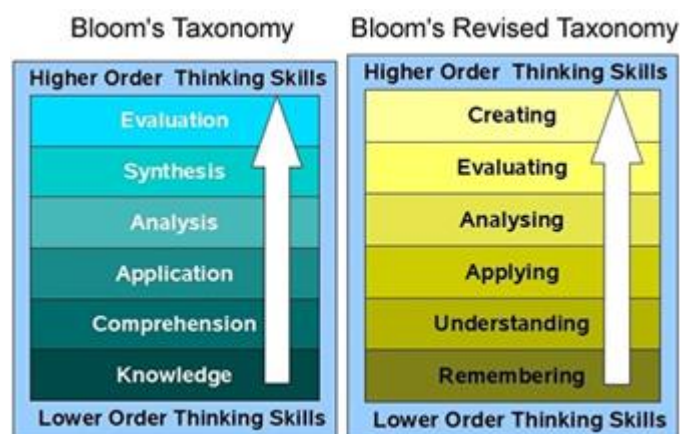 Bloom's Taxonomy
Higher Order Thinking Skills
Evaluation
Synthesis
Analysis
Application
Comprehension
Knowledge
Lower Order Thinking Skills
Bloom's Revised Taxonomy
Higher Order Thinking Skills
Creating
Evaluating
Analysing
Applying
Understanding
Remembering
Lower Order Thinking Skills